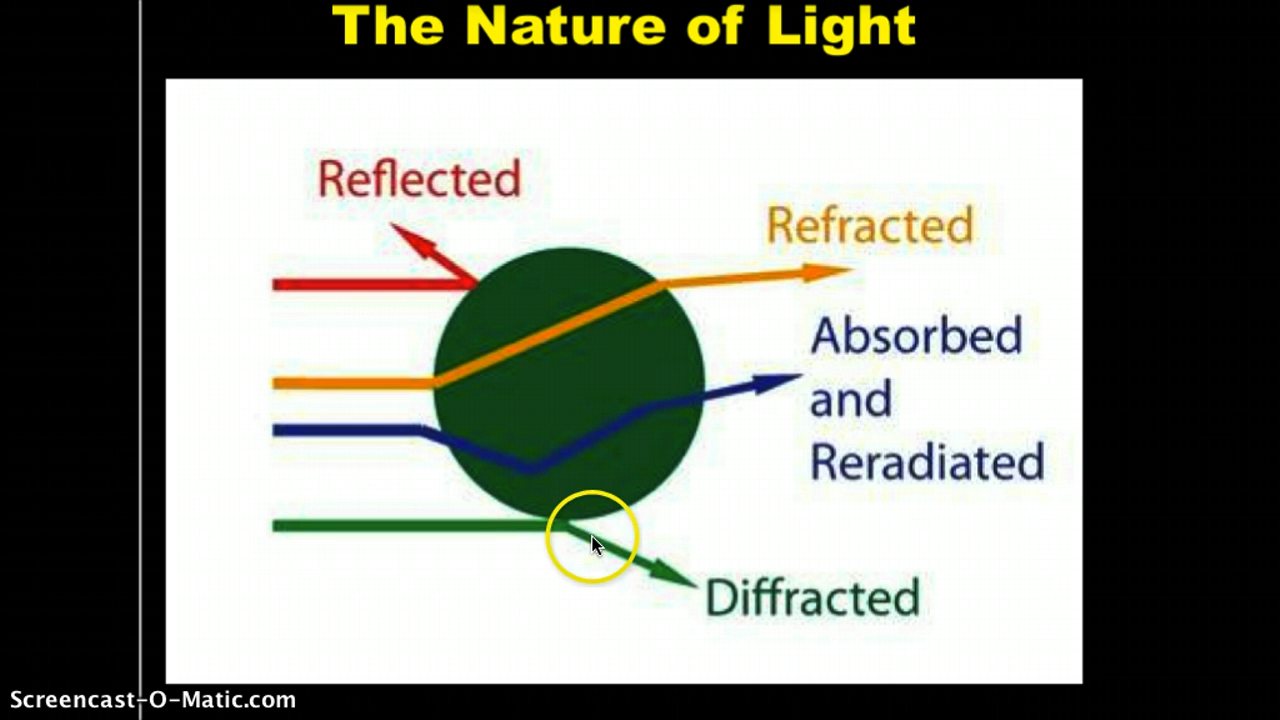 The Nature of Light
Reflected
Refracted
Absorbed
and
Reradiated
Diffracted
Screencast-O-Matic.com